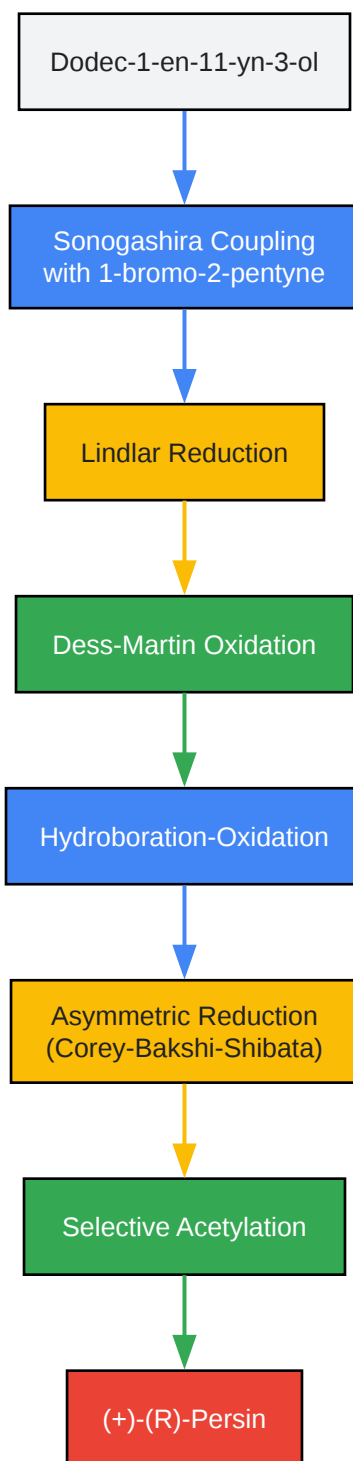 Dodec-1-en-11-yn-3-ol
Sonogashira Coupling
with 1-bromo-2-pentyne
Lindlar Reduction
Dess-Martin Oxidation
Hydroboration-Oxidation
Asymmetric Reduction
(Corey-Bakshi-Shibata)
Selective Acetylation
(+)-(R)-Persin